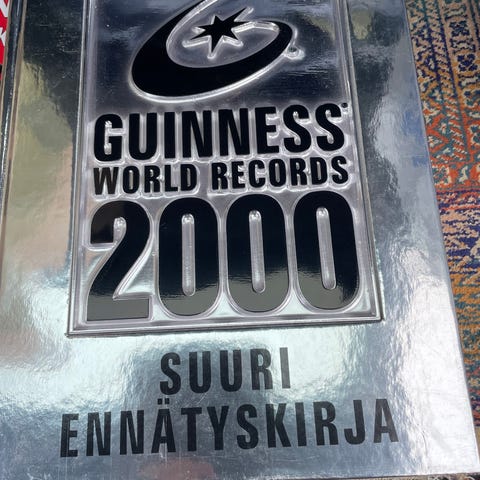 GUINNESS®
WORLD RECORDS
2000
SUURI
ENNÄTYSKIRJA